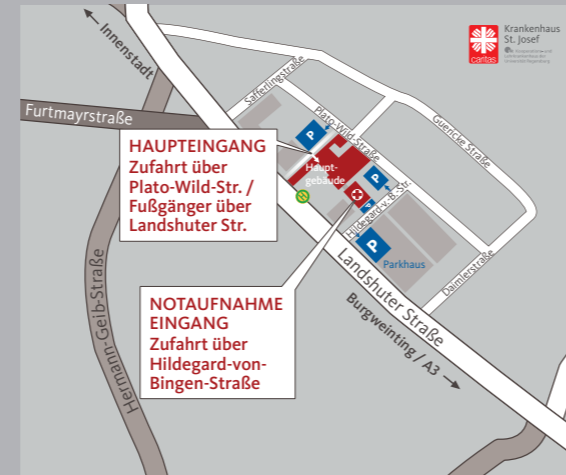 Krankenhaus
St. Josef
caritas
Innenstadt
Furtmayrstraße
Safferlingstraße
Plato-Wild-Straße
Guerickestraße
HAUPTEINGANG
Zufahrt über
Plato-Wild-Str. /
Fußgänger über
Landshuter Str.
P
Haupt-
gebäude
P
P
Hildegard-v.-B.-Str.
P
Parkhaus
Daimlerstraße
Landshuter Straße
Burgweinting / A3
Hermann-Geib-Straße
NOTAUFNAHME
EINGANG
Zufahrt über
Hildegard-von-
Bingen-Straße